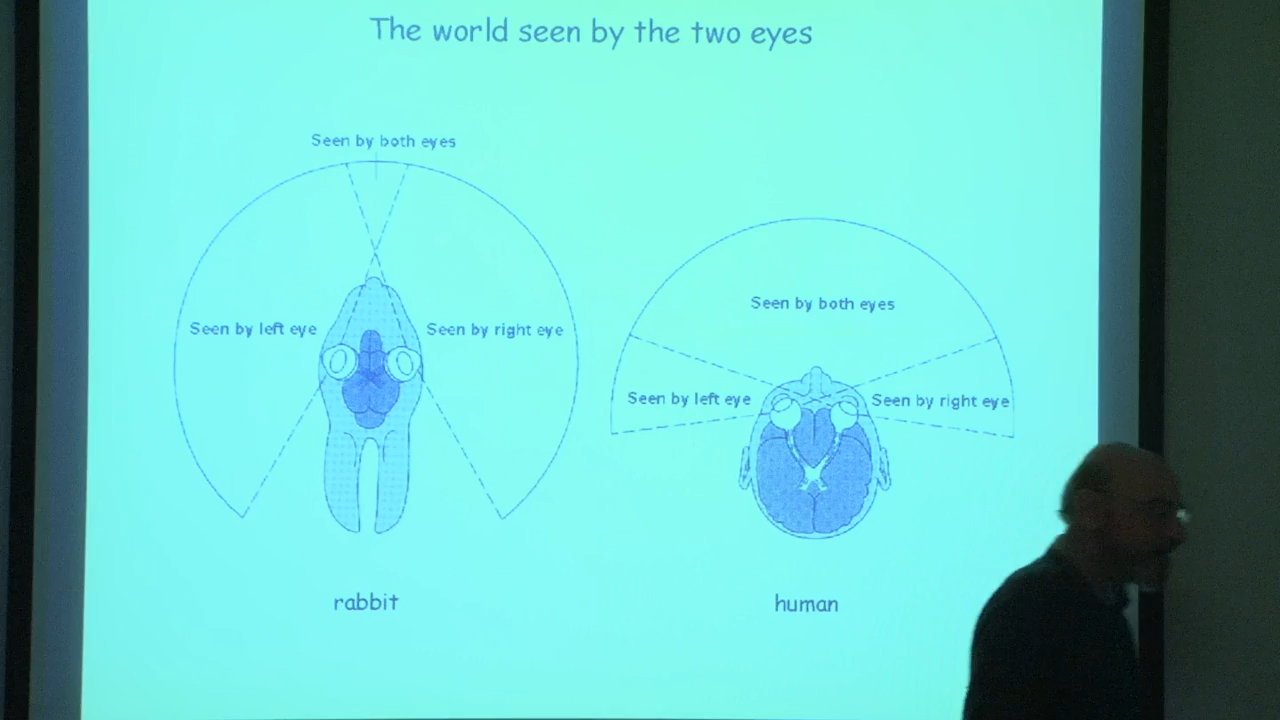 The world seen by the two eyes
Seen by both eyes
Seen by left eye
Seen by right eye
rabbit
Seen by both eyes
Seen by left eye
Seen by right eye
human